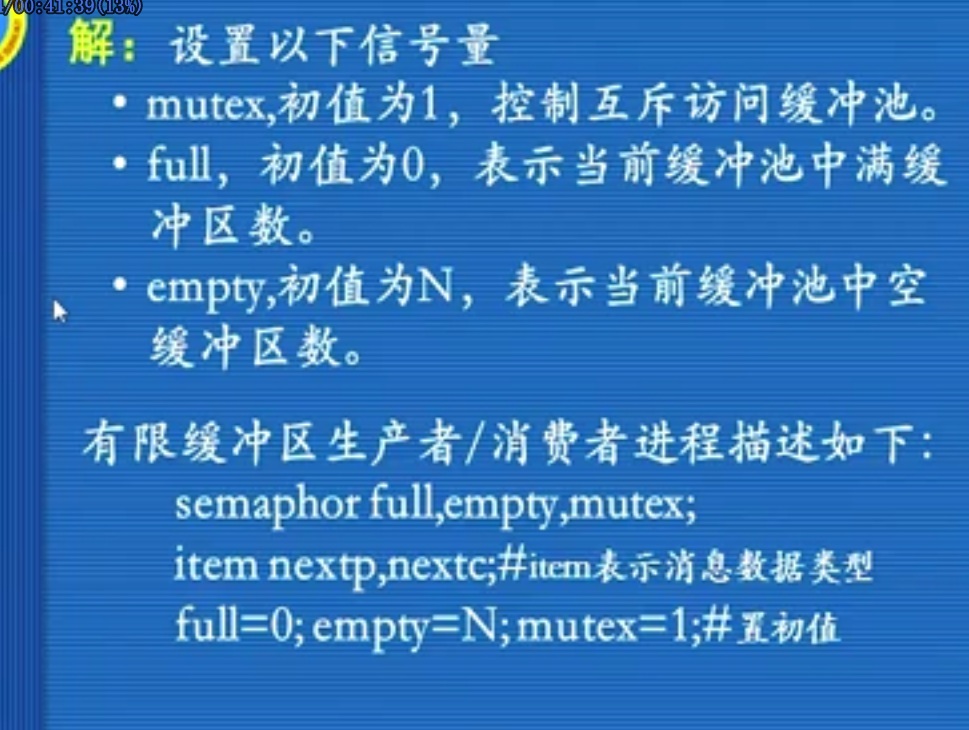 /00:41:39(13%)
解：设置以下信号量
• mutex,初值为1，控制互斥访问缓冲池。
• full，初值为0，表示当前缓冲池中满缓
冲区数。
• empty,初值为N，表示当前缓冲池中空
缓冲区数。
有限缓冲区生产者/消费者进程描述如下：
semaphor full,empty,mutex;
item nextp,nextc;#item表示消息数据类型
full=0; empty=N; mutex=1;#置初值